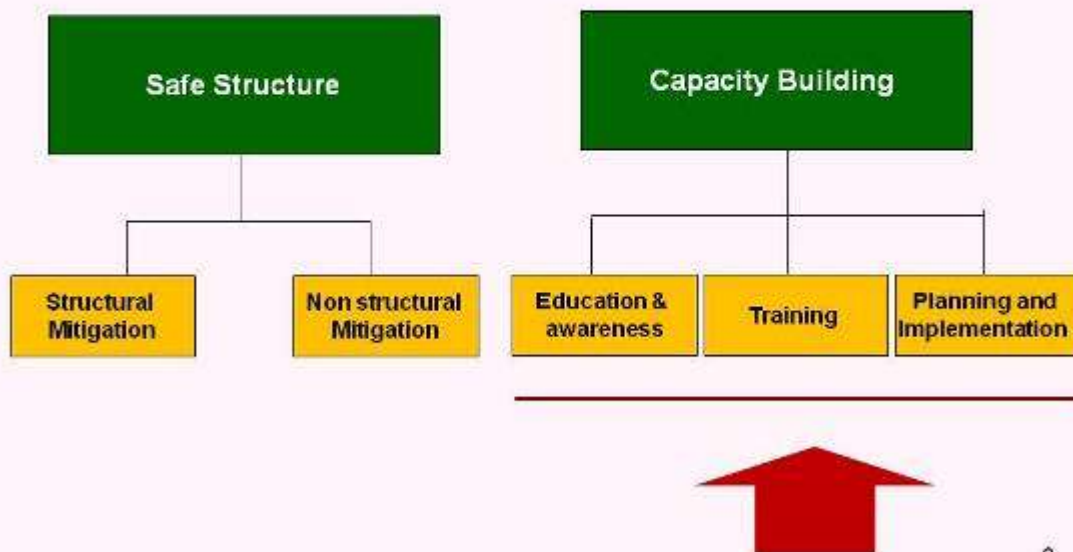 Safe Structure
Capacity Building
Structural
Mitigation
Non structural
Mitigation
Education &
awareness
Training
Planning and
Implementation